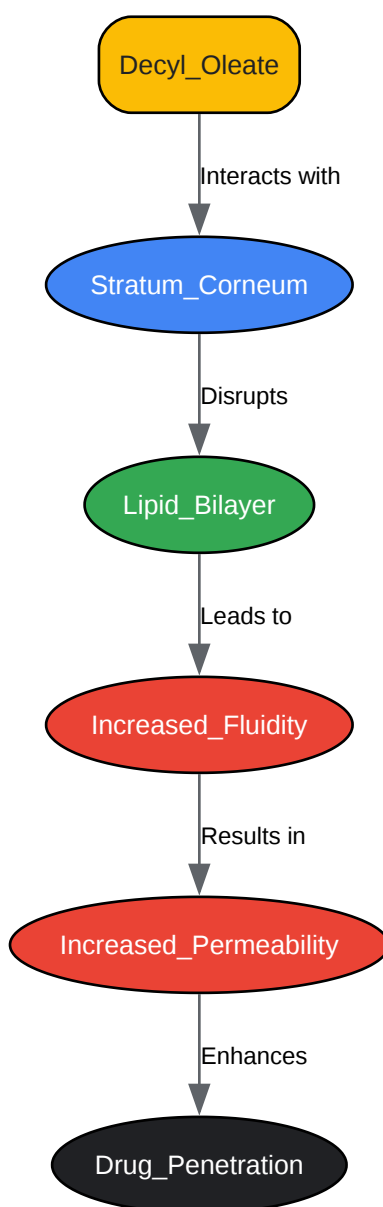 Decyl_Oleate
Interacts with
Stratum_Corneum
Disrupts
Lipid_Bilayer
Leads to
Increased_Fluidity
Results in
Increased_Permeability
Enhances
Drug_Penetration